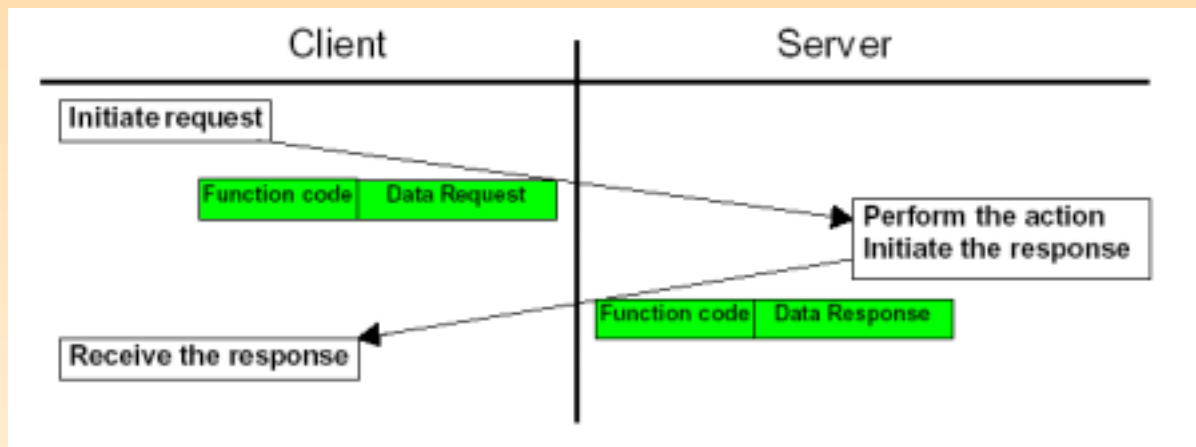 Client
Server
Initiate request
Function code
Data Request
Perform the action
Initiate the response
Function code
Data Response
Receive the response